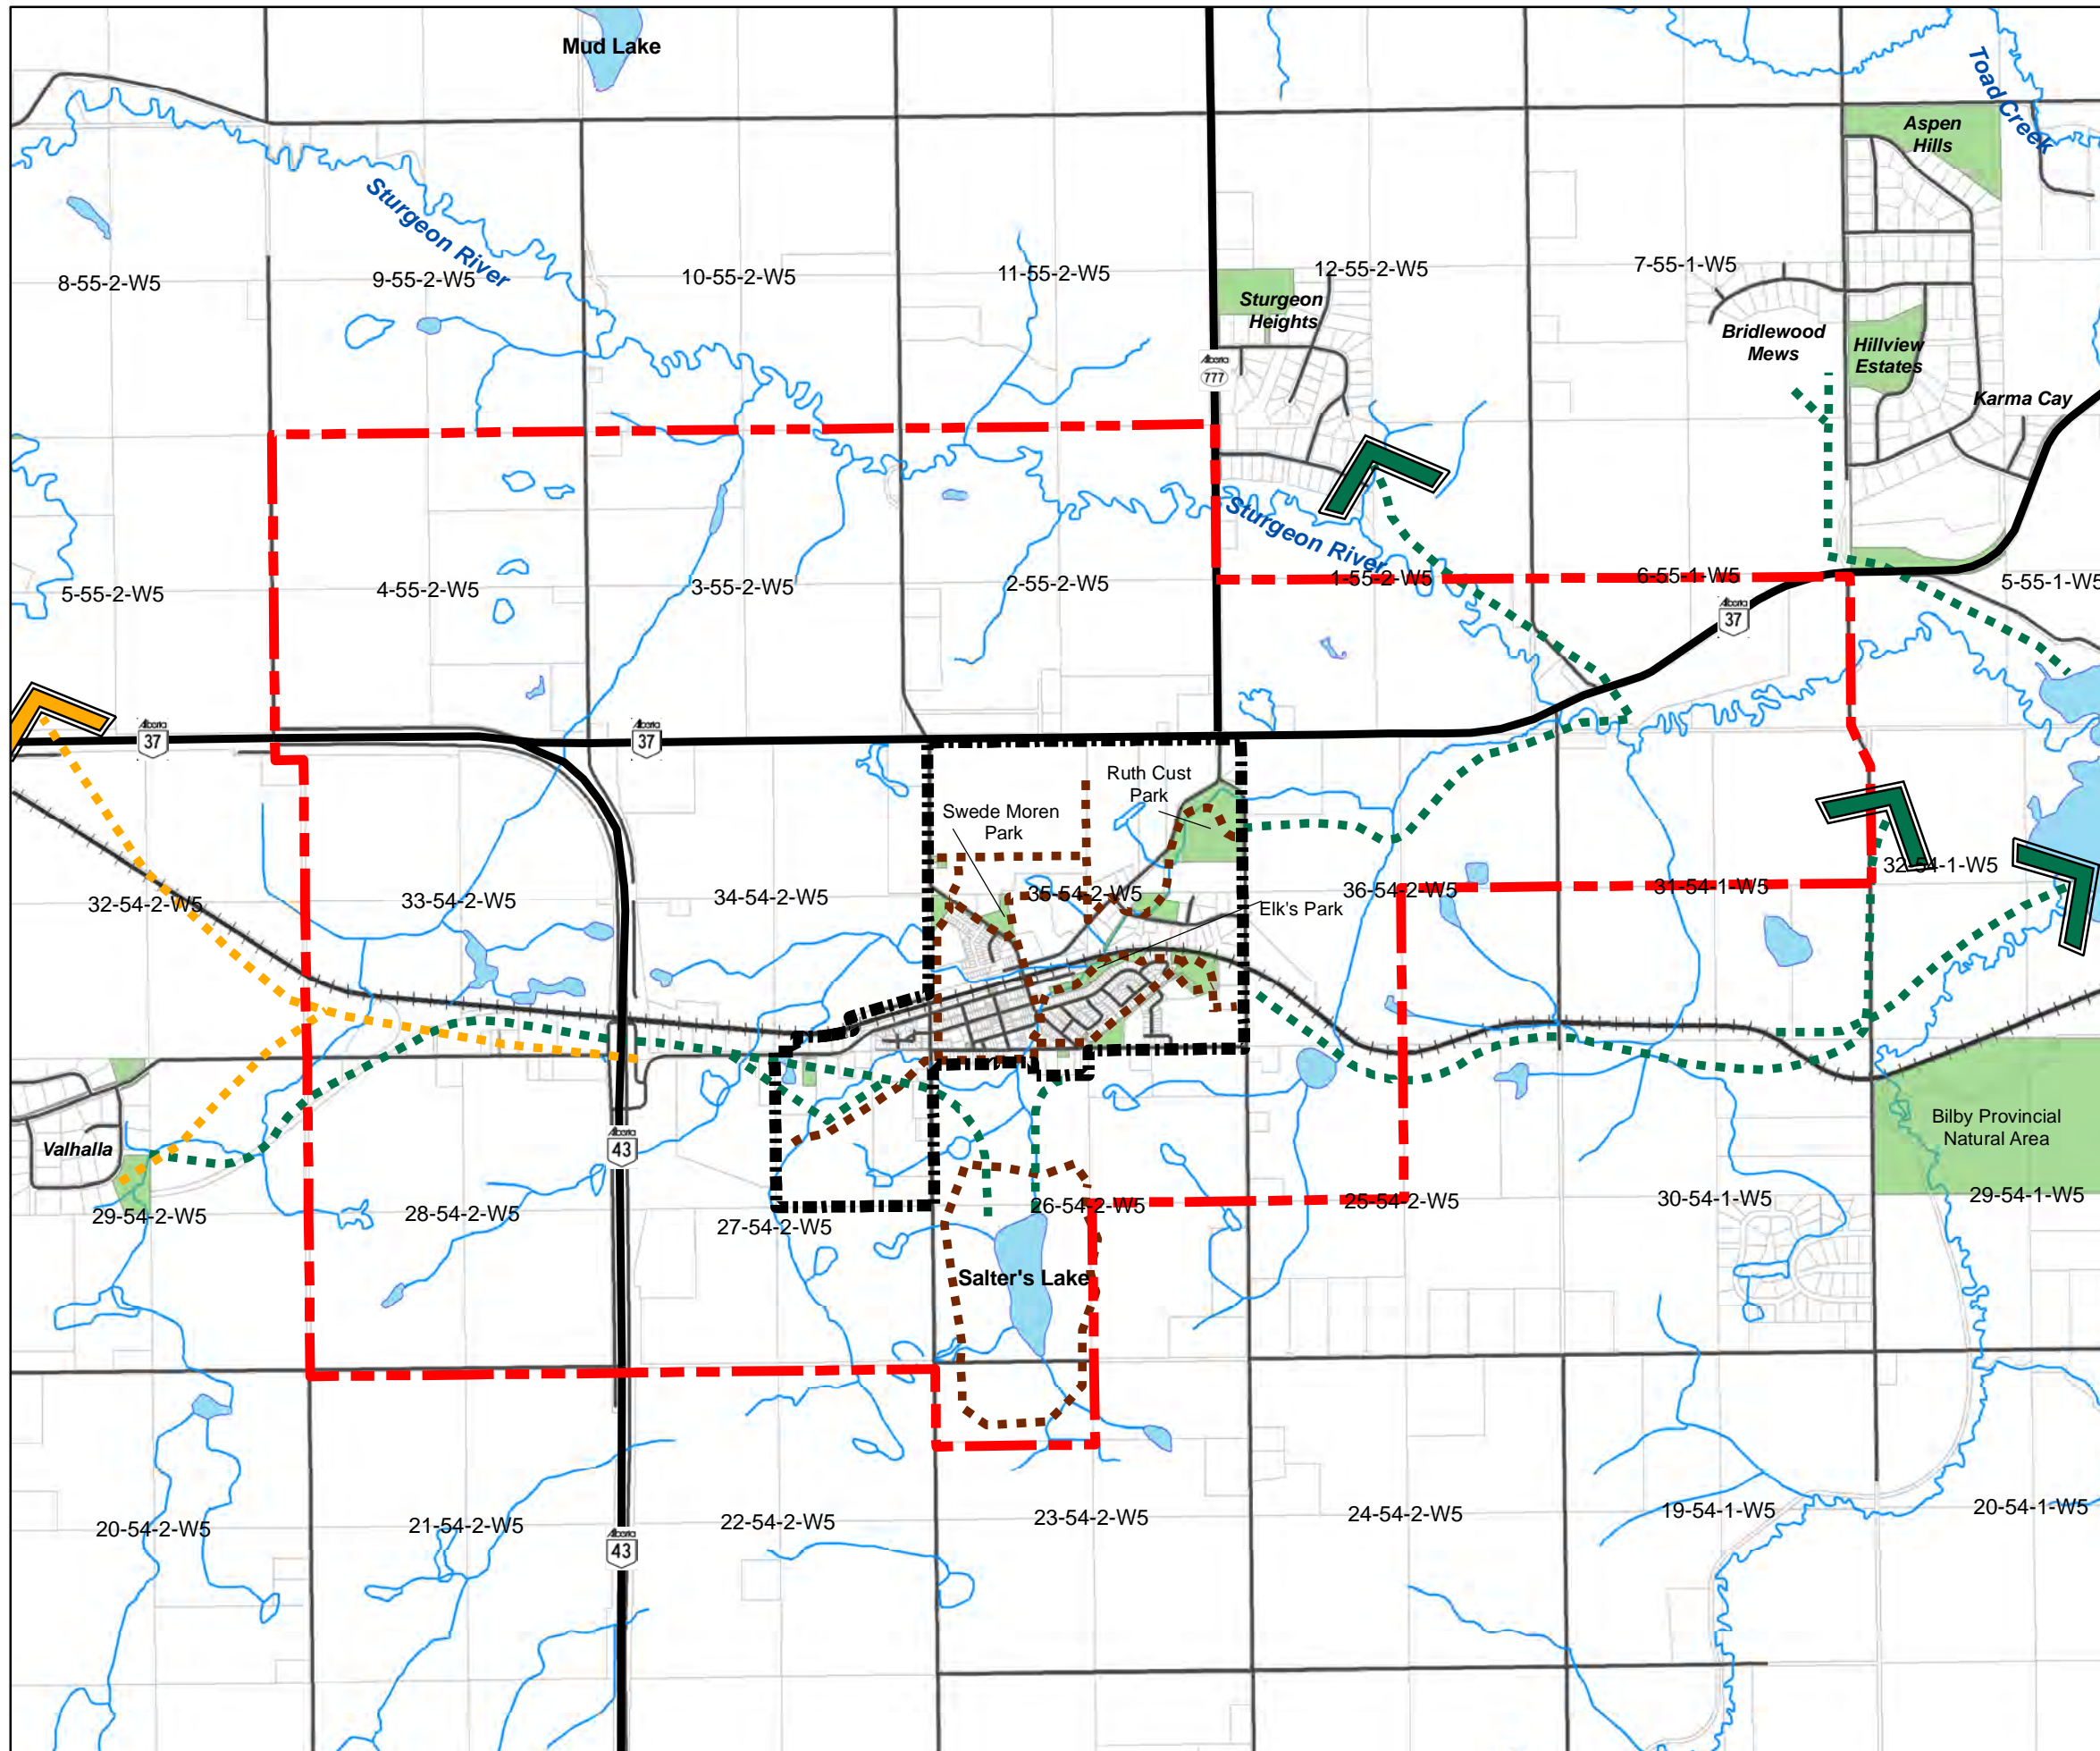 Mud Lake
Toad Creek
Aspen
Hills
Sturgeon River
8-55-2-W5
9-55-2-W5
10-55-2-W5
11-55-2-W5
12-55-2-W5
7-55-1-W5
Sturgeon
Heights
Bridlewood
Mews
Hillview
Estates
Karma Cay
Alberta
777
Sturgeon River
5-55-2-W5
4-55-2-W5
3-55-2-W5
2-55-2-W5
1-55-2-W5
6-55-1-W5
5-55-1-W5
Alberta
37
Alberta
37
Alberta
37
Ruth Cust
Park
Swede Moren
Park
32-54-2-W5
33-54-2-W5
34-54-2-W5
35-54-2-W5
36-54-2-W5
31-54-1-W5
32-54-1-W5
Elk's Park
Valhalla
Alberta
43
Bilby Provincial
Natural Area
29-54-2-W5
28-54-2-W5
27-54-2-W5
26-54-2-W5
25-54-2-W5
30-54-1-W5
29-54-1-W5
Salter's Lake
20-54-2-W5
21-54-2-W5
22-54-2-W5
23-54-2-W5
24-54-2-W5
19-54-1-W5
20-54-1-W5
Alberta
43